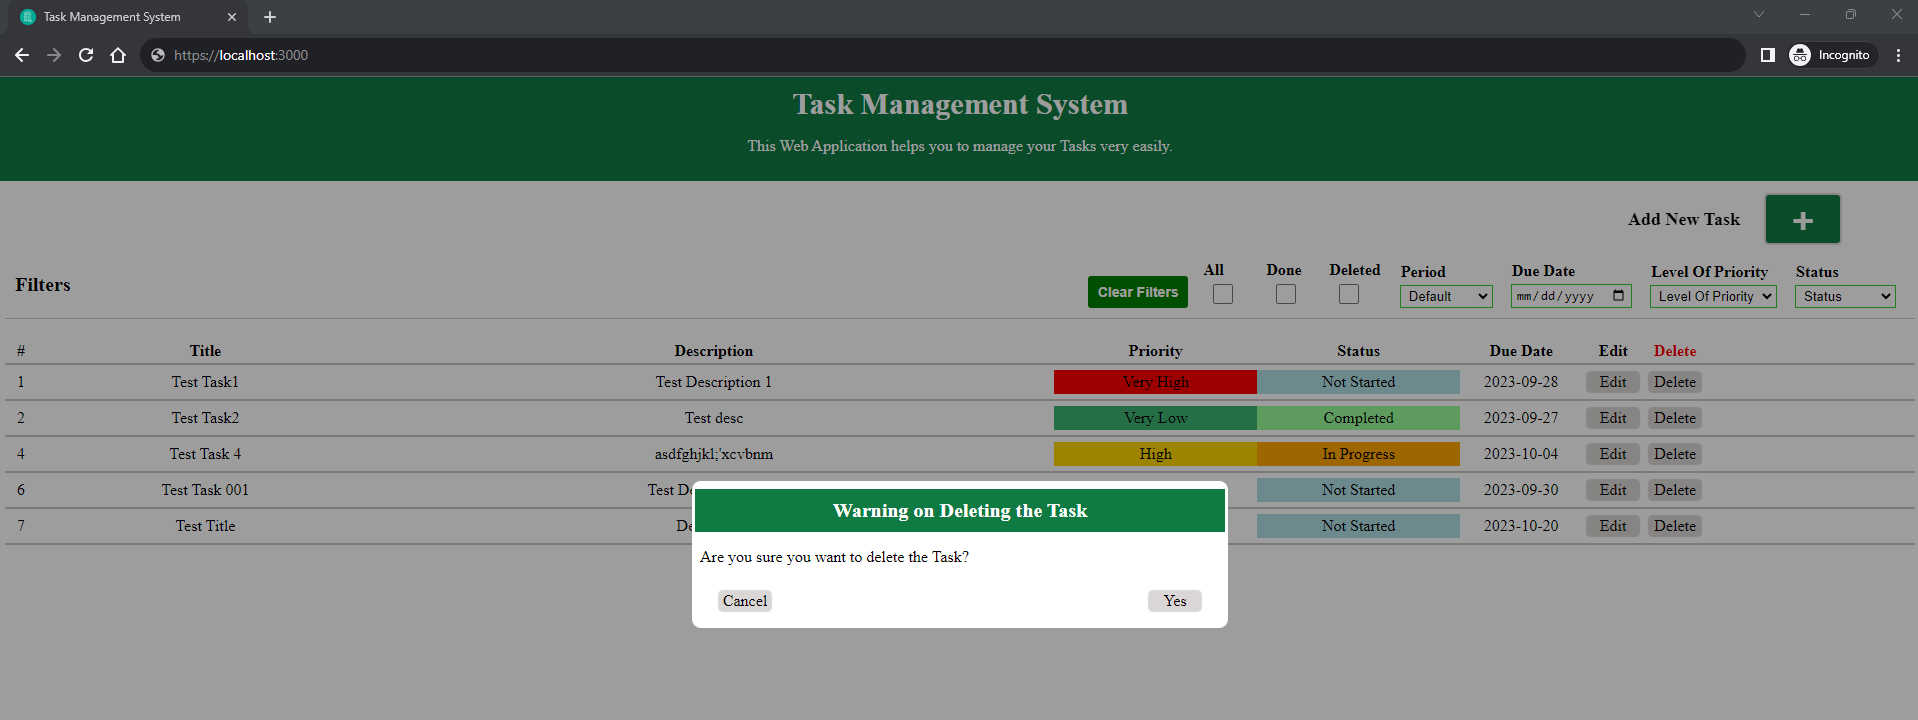 Task Management System
https://localhost:3000
Incognito
Task Management System
This Web Application helps you to manage your Tasks very easily.
Add New Task +
Filters
Clear Filters
All
Done
Deleted
Period
Default
Due Date
mm/dd/yyyy
Level Of Priority
Level Of Priority
Status
Status
# Title Description Priority Status Due Date Edit Delete
1 Test Task1 Test Description 1 Very High Not Started 2023-09-28 Edit Delete
2 Test Task2 Test desc Very Low Completed 2023-09-27 Edit Delete
4 Test Task 4 asdfghjkl;'xcvbnm High In Progress 2023-10-04 Edit Delete
6 Test Task 001 Test De Not Started 2023-09-30 Edit Delete
7 Test Title De Not Started 2023-10-20 Edit Delete
Warning on Deleting the Task
Are you sure you want to delete the Task?
Cancel Yes